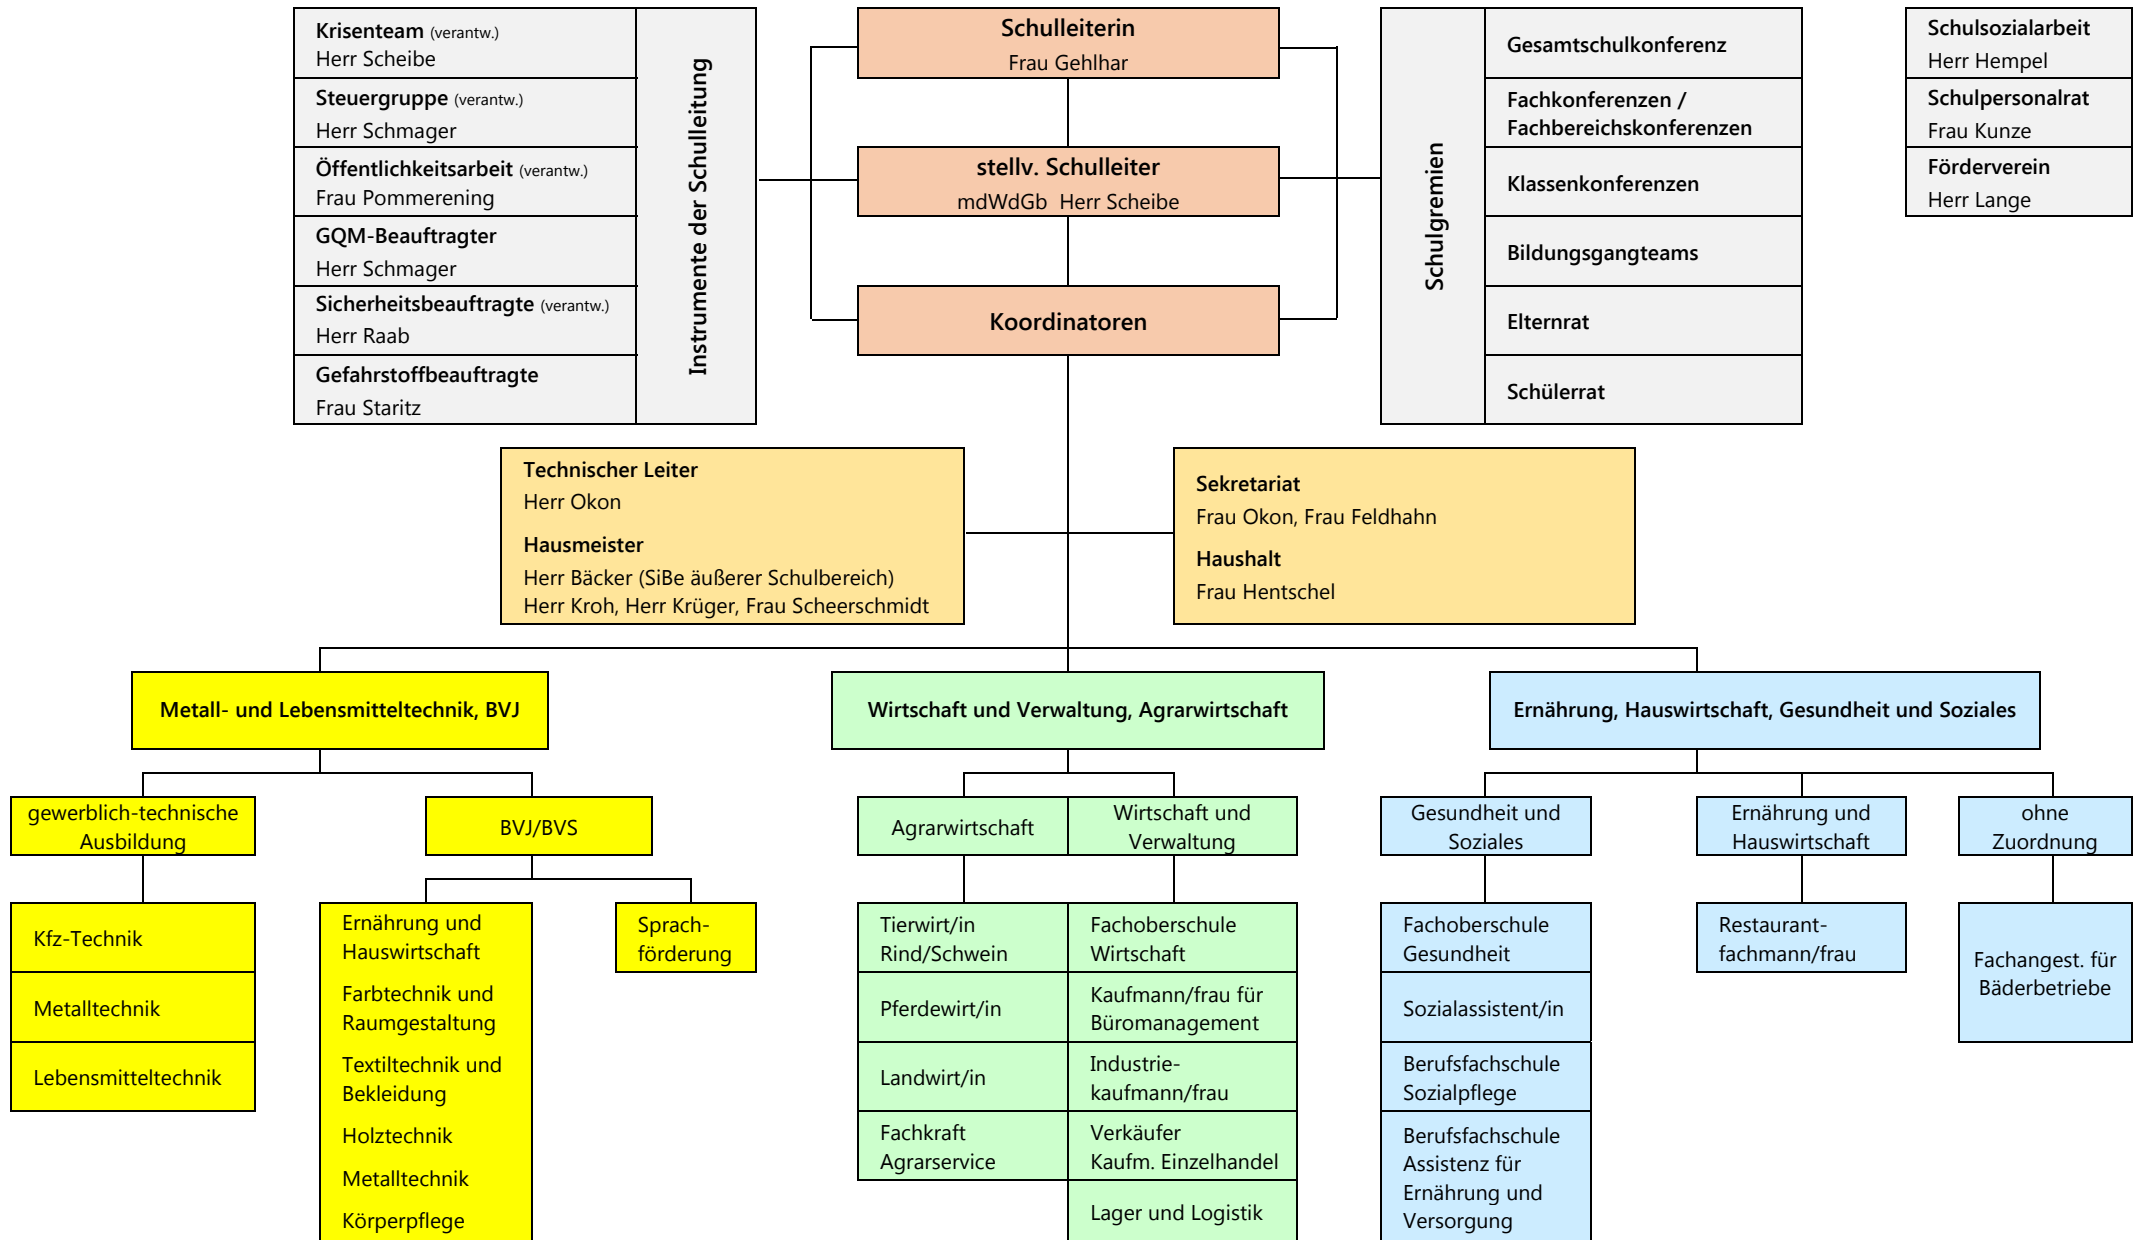 Krisenteam (verantw.)
Herr Scheibe
Steuergruppe (verantw.)
Herr Schmager
Öffentlichkeitsarbeit (verantw.)
Frau Pommerening
GQM-Beauftragter
Herr Schmager
Sicherheitsbeauftragte (verantw.)
Herr Raab
Gefahrstoffbeauftragte
Frau Staritz
Instrumente der Schulleitung
Schulleiterin
Frau Gehlhar
stellv. Schulleiter
mdWdGb Herr Scheibe
Koordinatoren
Schulgremien
Gesamtschulkonferenz
Fachkonferenzen /
Fachbereichskonferenzen
Klassenkonferenzen
Bildungsgangteams
Elternrat
Schülerrat
Schulsozialarbeit
Herr Hempel
Schulpersonalrat
Frau Kunze
Förderverein
Herr Lange
Technischer Leiter
Herr Okon
Hausmeister
Herr Bäcker (SiBe äußerer Schulbereich)
Herr Kroh, Herr Krüger, Frau Scheerschmidt
Sekretariat
Frau Okon, Frau Feldhahn
Haushalt
Frau Hentschel
Metall- und Lebensmitteltechnik, BVJ
gewerblich-technische
Ausbildung
Kfz-Technik
Metalltechnik
Lebensmitteltechnik
BVJ/BVS
Ernährung und
Hauswirtschaft
Farbtechnik und
Raumgestaltung
Textiltechnik und
Bekleidung
Holztechnik
Metalltechnik
Körperpflege
Sprach-
förderung
Wirtschaft und Verwaltung, Agrarwirtschaft
Agrarwirtschaft
Tierwirt/in
Rind/Schwein
Pferdewirt/in
Landwirt/in
Fachkraft
Agrarservice
Wirtschaft und
Verwaltung
Fachoberschule
Wirtschaft
Kaufmann/frau für
Büromanagement
Industrie-
kaufmann/frau
Verkäufer
Kaufm. Einzelhandel
Lager und Logistik
Ernährung, Hauswirtschaft, Gesundheit und Soziales
Gesundheit und
Soziales
Fachoberschule
Gesundheit
Sozialassistent/in
Berufsfachschule
Sozialpflege
Berufsfachschule
Assistenz für
Ernährung und
Versorgung
Ernährung und
Hauswirtschaft
Restaurant-
fachmann/frau
ohne
Zuordnung
Fachangest. für
Bäderbetriebe